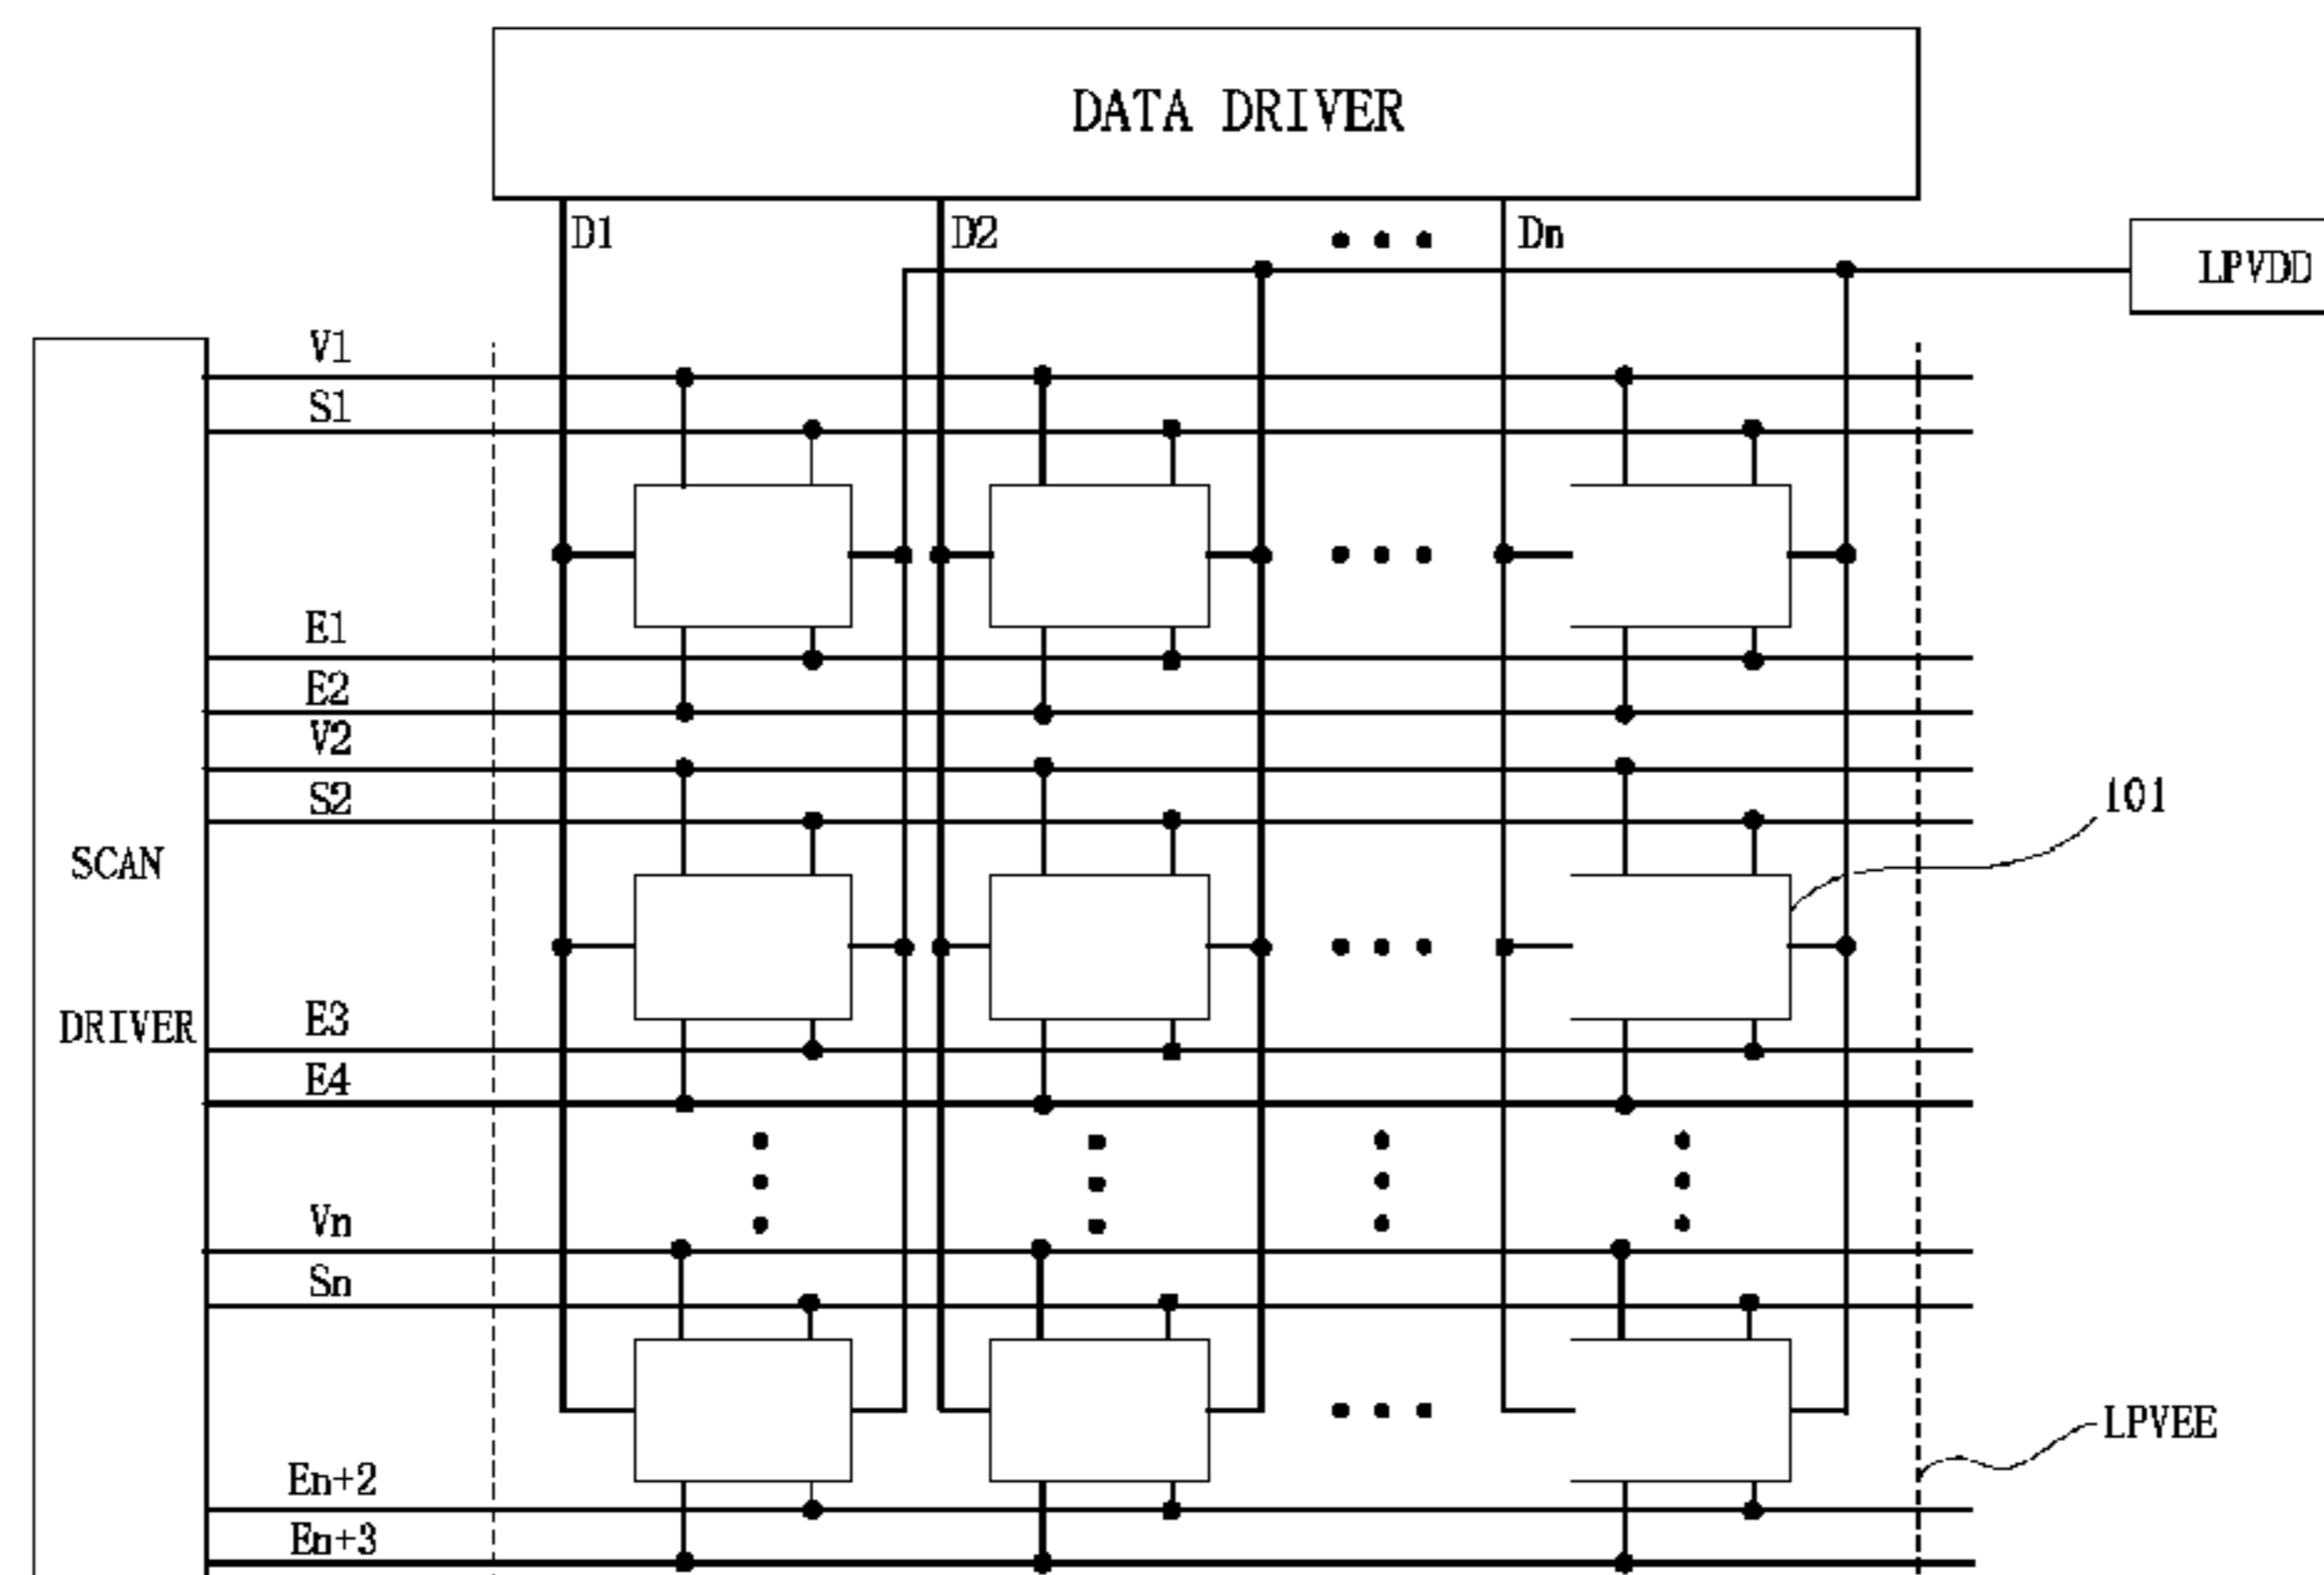 DATA DRIVER
D1
D2
Dn
LPVDD
V1
S1
E1
E2
V2
S2
101
SCAN
DRIVER
E3
E4
Vn
Sn
LPVEE
En+2
En+3